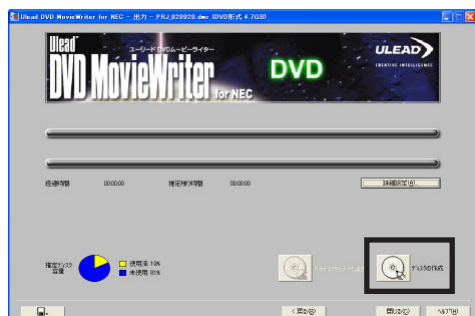 Ulead DVD MovieWriter for NEC - 出力 - PRJ_020928.dwz (DVD形式 4.7GB)
Ulead
ユーリードDVDムービーライター
DVD MovieWriter for NEC
DVD
ULEAD
CREATIVE INTELLIGENCE
経過時間 00:00:00 推定残り時間 00:00:00 詳細設定(A)...
推定ディスク
容量
使用済 19%
未使用 81%
ディスクの作成
< 戻る(B) 閉じる(C) ヘルプ(H)